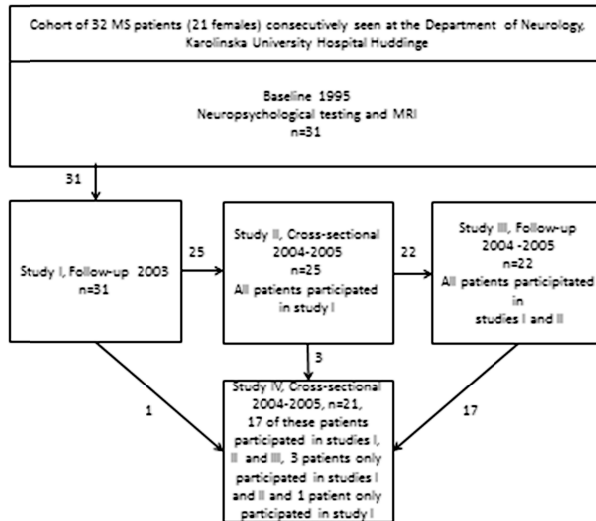 Cohort of 32 MS patients (21 females) consecutively seen at the Department of Neurology,
Karolinska University Hospital Huddinge
Baseline 1995
Neuropsychological testing and MRI
n=31
31
Study I, Follow-up 2003
n=31
25
Study II, Cross-sectional
2004-2005
n=25
All patients participated
in study I
22
Study III, Follow-up
2004 -2005
n=22
All patients participitated
in
studies I and II
1
3
17
Study IV, Cross-sectional
2004-2005, n=21,
17 of these patients
participated in studies I,
II and III, 3 patients only
participated in studies I
and II and 1 patient only
participated in study I